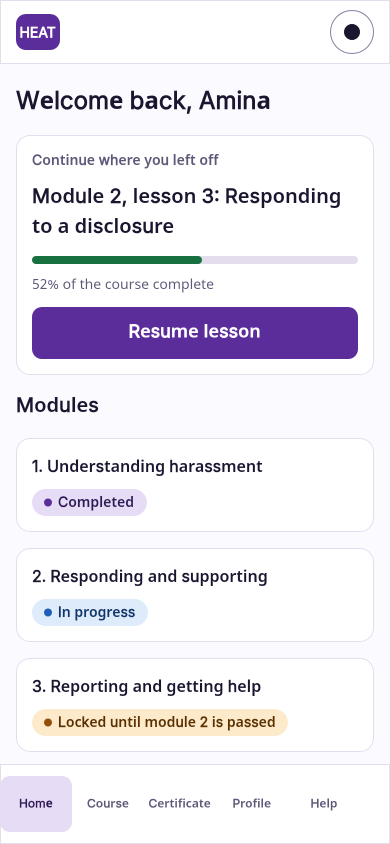 HEAT
Welcome back, Amina
Continue where you left off
Module 2, lesson 3: Responding
to a disclosure
52% of the course complete
Resume lesson
Modules
1. Understanding harassment
Completed
2. Responding and supporting
In progress
3. Reporting and getting help
Locked until module 2 is passed
Home Course Certificate Profile Help